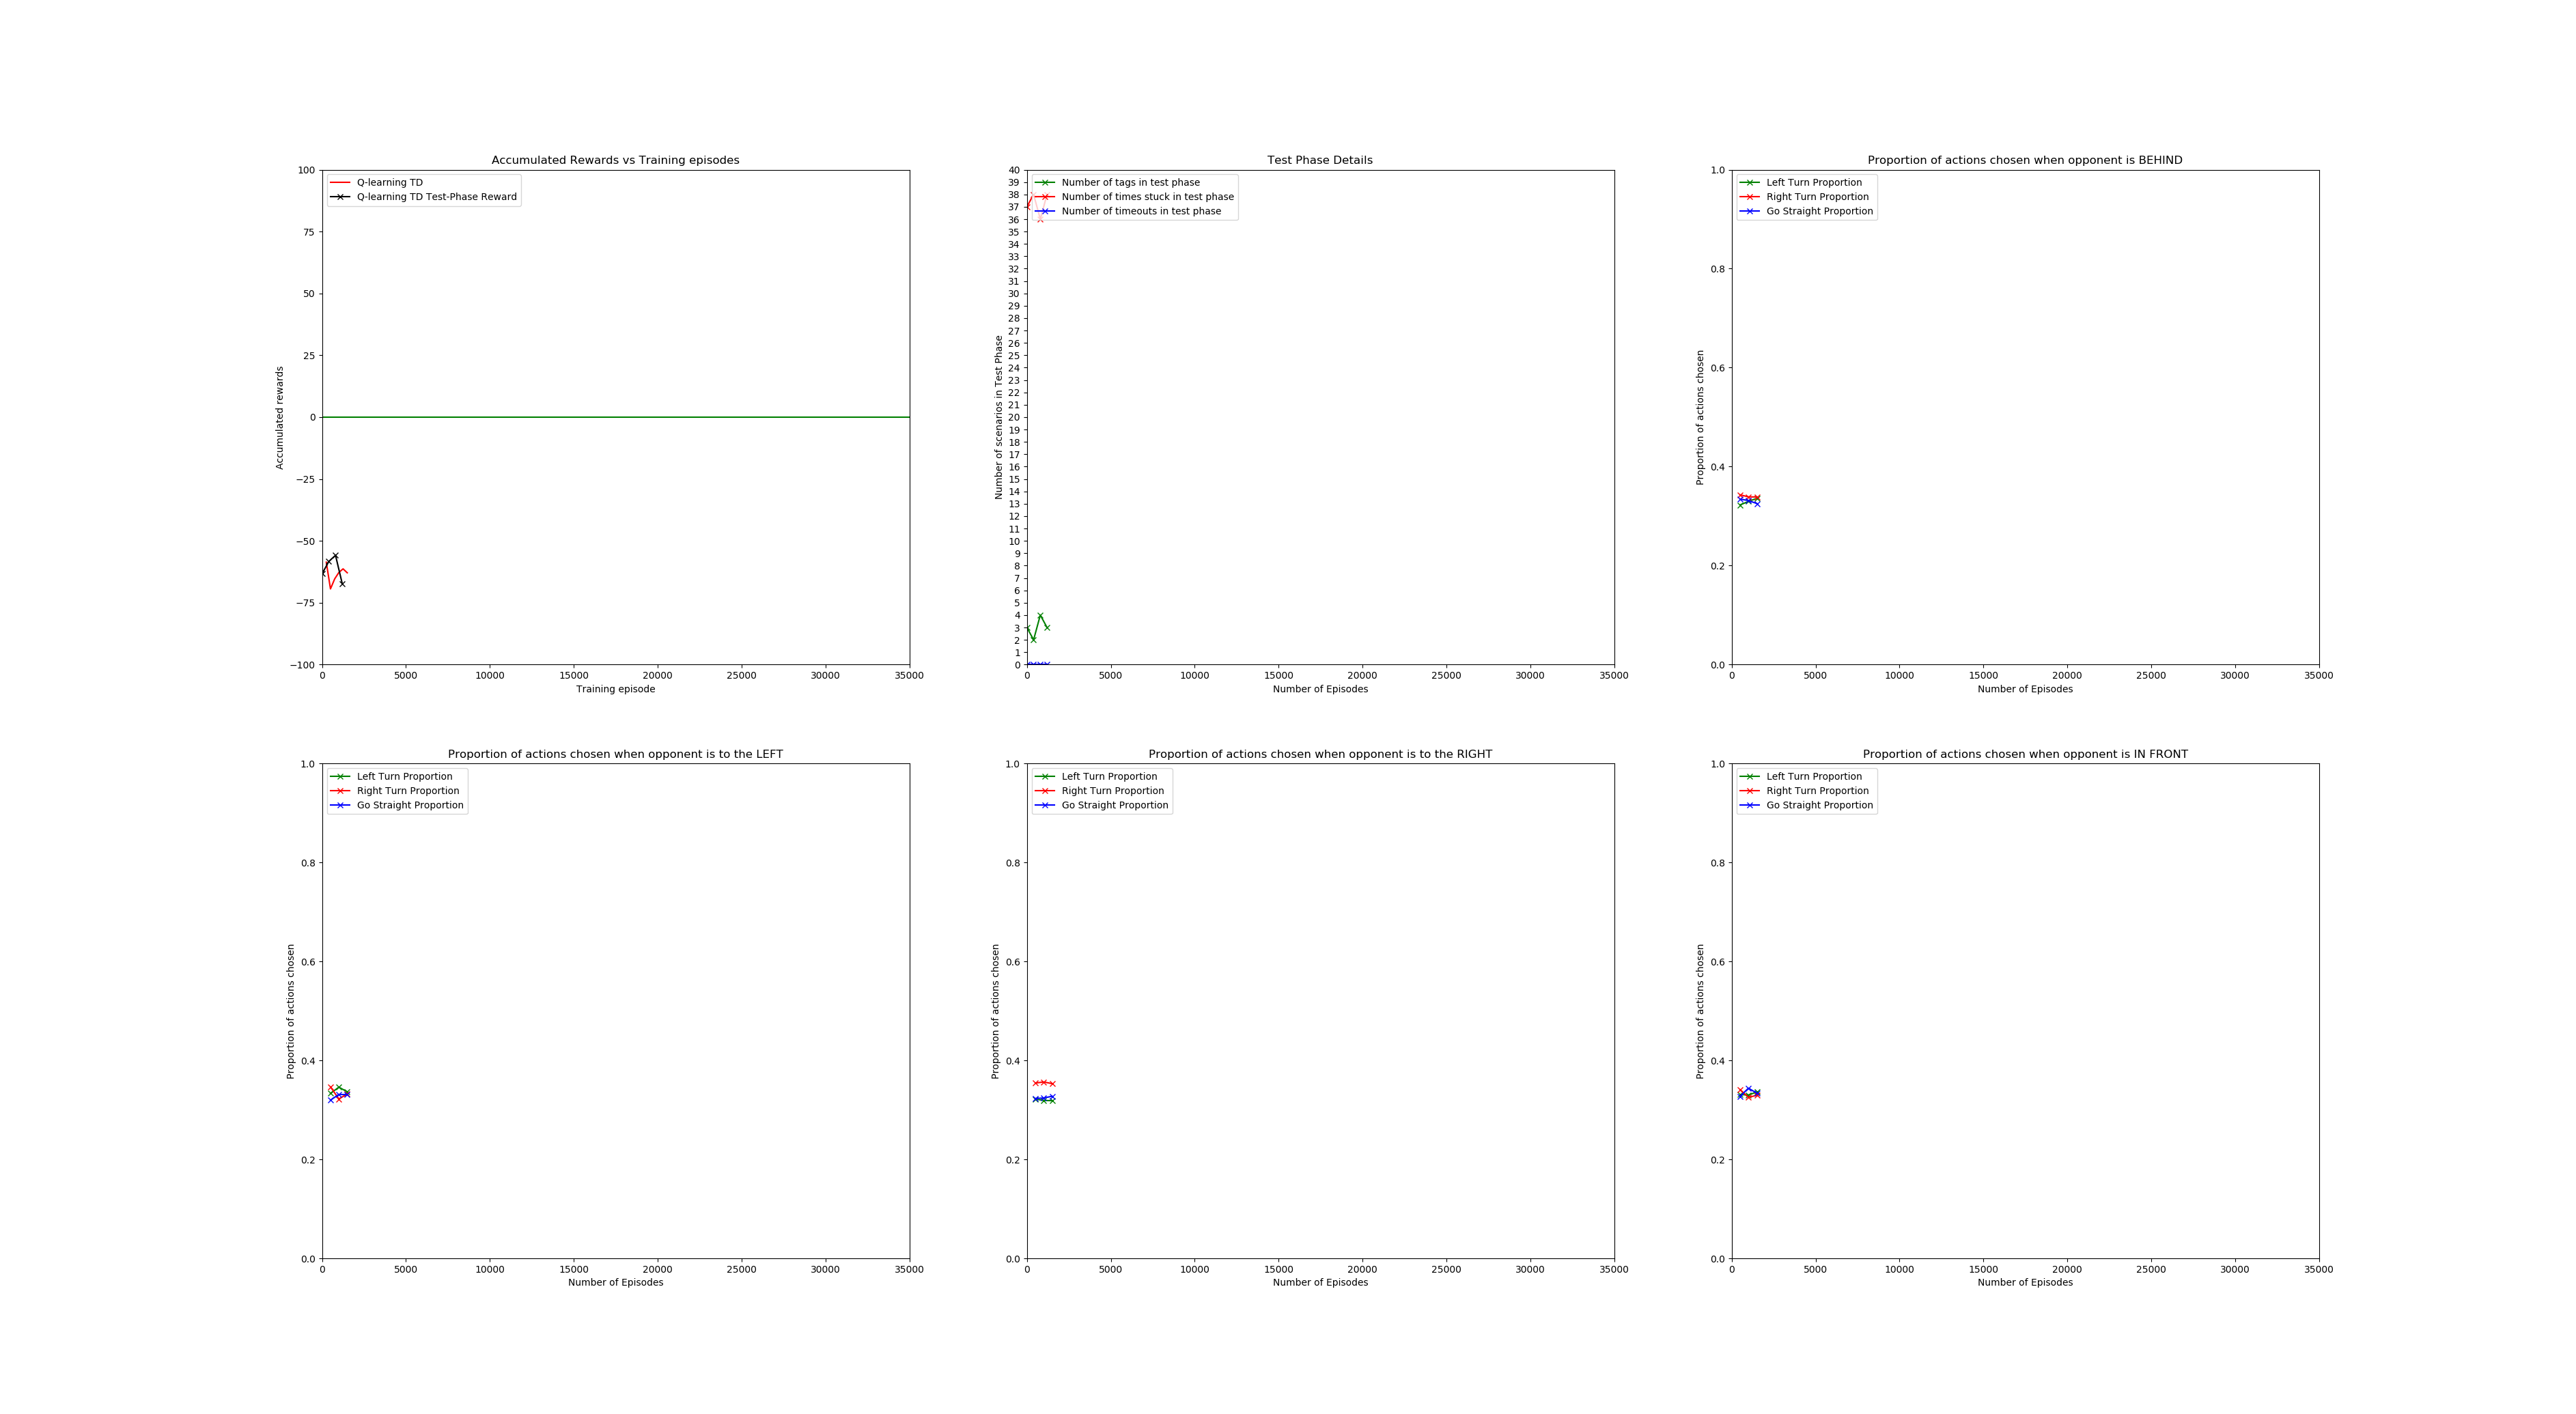 Accumulated Rewards vs Training episodes
100
75
50
25
0
−25
−50
−75
−100
Accumulated rewards
Q-learning TD
Q-learning TD Test-Phase Reward
0 5000 10000 15000 20000 25000 30000 35000
Training episode
Test Phase Details
40
39
38
37
36
35
34
33
32
31
30
29
28
27
26
25
24
23
22
21
20
19
18
17
16
15
14
13
12
11
10
9
8
7
6
5
4
3
2
1
0
Number of scenarios in Test Phase
Number of tags in test phase
Number of times stuck in test phase
Number of timeouts in test phase
0 5000 10000 15000 20000 25000 30000 35000
Number of Episodes
Proportion of actions chosen when opponent is BEHIND
1.0
0.8
0.6
0.4
0.2
0.0
Proportion of actions chosen
Left Turn Proportion
Right Turn Proportion
Go Straight Proportion
0 5000 10000 15000 20000 25000 30000 35000
Number of Episodes
Proportion of actions chosen when opponent is to the LEFT
1.0
0.8
0.6
0.4
0.2
0.0
Proportion of actions chosen
Left Turn Proportion
Right Turn Proportion
Go Straight Proportion
0 5000 10000 15000 20000 25000 30000 35000
Number of Episodes
Proportion of actions chosen when opponent is to the RIGHT
1.0
0.8
0.6
0.4
0.2
0.0
Proportion of actions chosen
Left Turn Proportion
Right Turn Proportion
Go Straight Proportion
0 5000 10000 15000 20000 25000 30000 35000
Number of Episodes
Proportion of actions chosen when opponent is IN FRONT
1.0
0.8
0.6
0.4
0.2
0.0
Proportion of actions chosen
Left Turn Proportion
Right Turn Proportion
Go Straight Proportion
0 5000 10000 15000 20000 25000 30000 35000
Number of Episodes